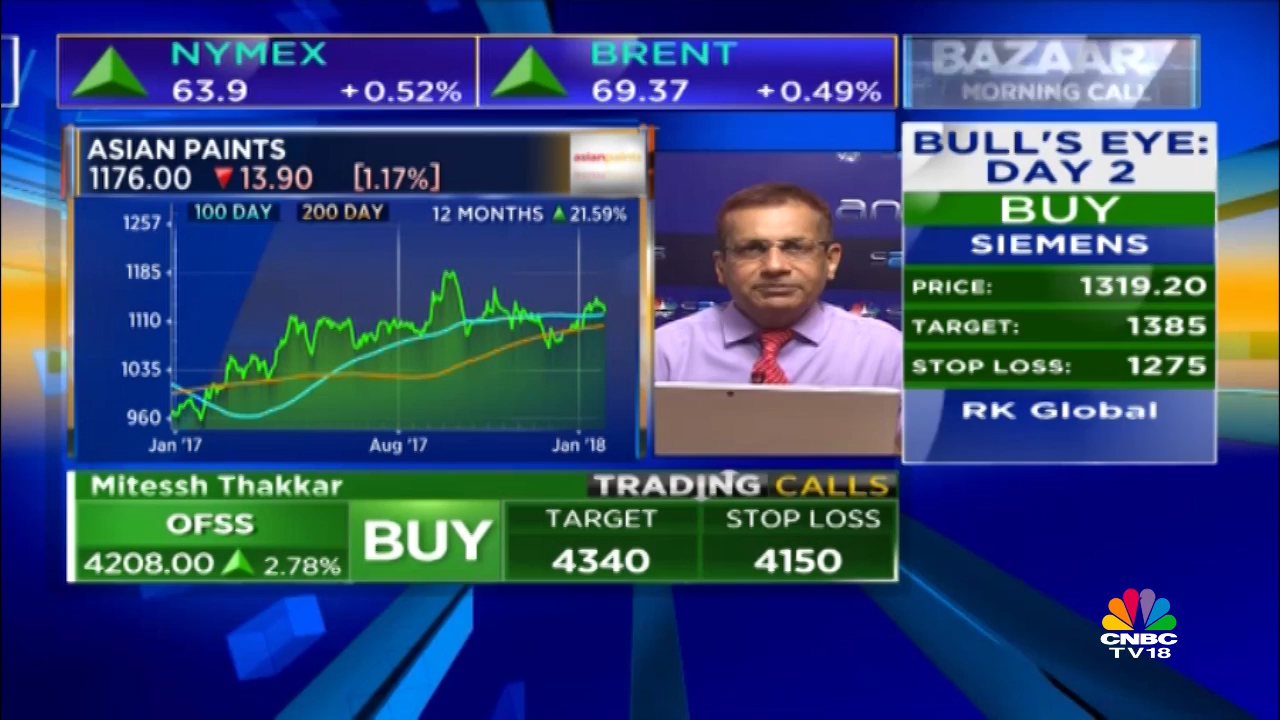 NYMEX
63.9 +0.52%
BRENT
69.37 +0.49%
BAZAAR
MORNING CALL
ASIAN PAINTS
1176.00 ▼13.90 [1.17%]
asianpaints
100 DAY 200 DAY 12 MONTHS ▲ 21.59%
1257
1185
1110
1035
960
Jan '17 Aug '17 Jan '18
BULL'S EYE:
DAY 2
BUY
SIEMENS
PRICE: 1319.20
TARGET: 1385
STOP LOSS: 1275
RK Global
Mitessh Thakkar TRADING CALLS
OFSS
4208.00 ▲ 2.78%
BUY
TARGET
4340
STOP LOSS
4150
CNBC
TV18